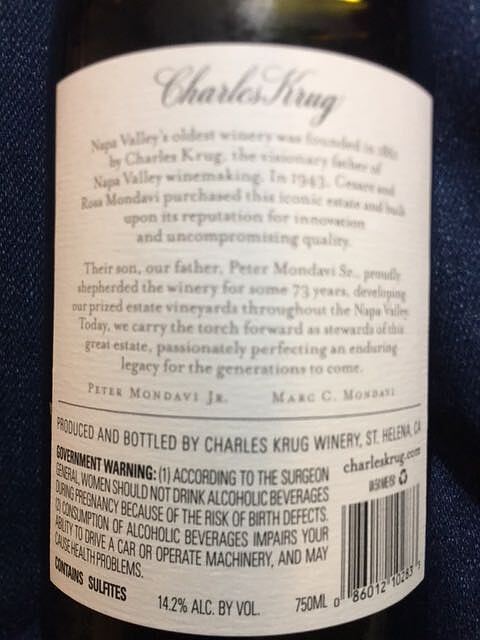 Charles Krug
Napa Valley's oldest winery was founded in 1861
by Charles Krug, the visionary father of
Napa Valley winemaking. In 1943, Cesare and
Rosa Mondavi purchased this iconic estate and built
upon its reputation for innovation
and uncompromising quality.
Their son, our father, Peter Mondavi Sr., proudly
shepherded the winery for some 73 years, developing
our prized estate vineyards throughout the Napa Valley.
Today, we carry the torch forward as stewards of this
great estate, passionately perfecting an enduring
legacy for the generations to come.
PETER MONDAVI JR. MARC C. MONDAVI
PRODUCED AND BOTTLED BY CHARLES KRUG WINERY, ST. HELENA, CA
GOVERNMENT WARNING: (1) ACCORDING TO THE SURGEON
GENERAL, WOMEN SHOULD NOT DRINK ALCOHOLIC BEVERAGES
DURING PREGNANCY BECAUSE OF THE RISK OF BIRTH DEFECTS.
(2) CONSUMPTION OF ALCOHOLIC BEVERAGES IMPAIRS YOUR
ABILITY TO DRIVE A CAR OR OPERATE MACHINERY, AND MAY
CAUSE HEALTH PROBLEMS.
charleskrug.com
CONTAINS SULFITES
14.2% ALC. BY VOL. 750ML
0 86012 10283